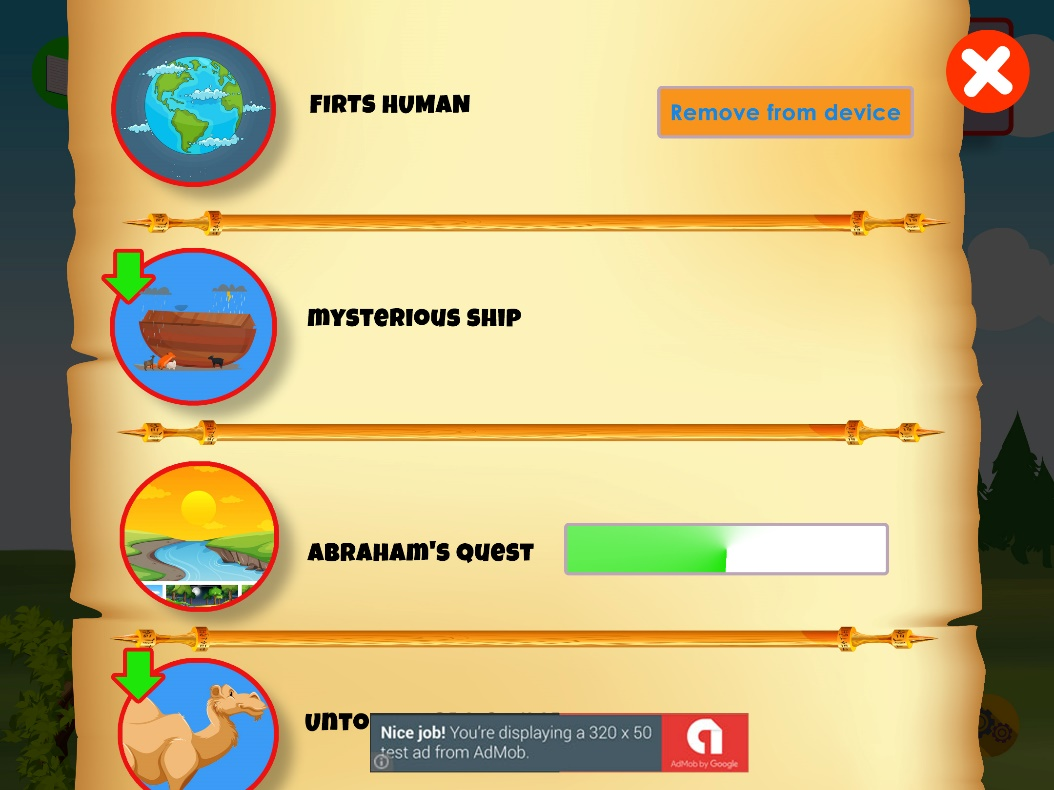 FIRTS HUMAN
Remove from device
MYSTERIOUS SHIP
ABRAHAM'S QUEST
Nice job! You're displaying a 320 x 50
test ad from AdMob.
AdMob by Google